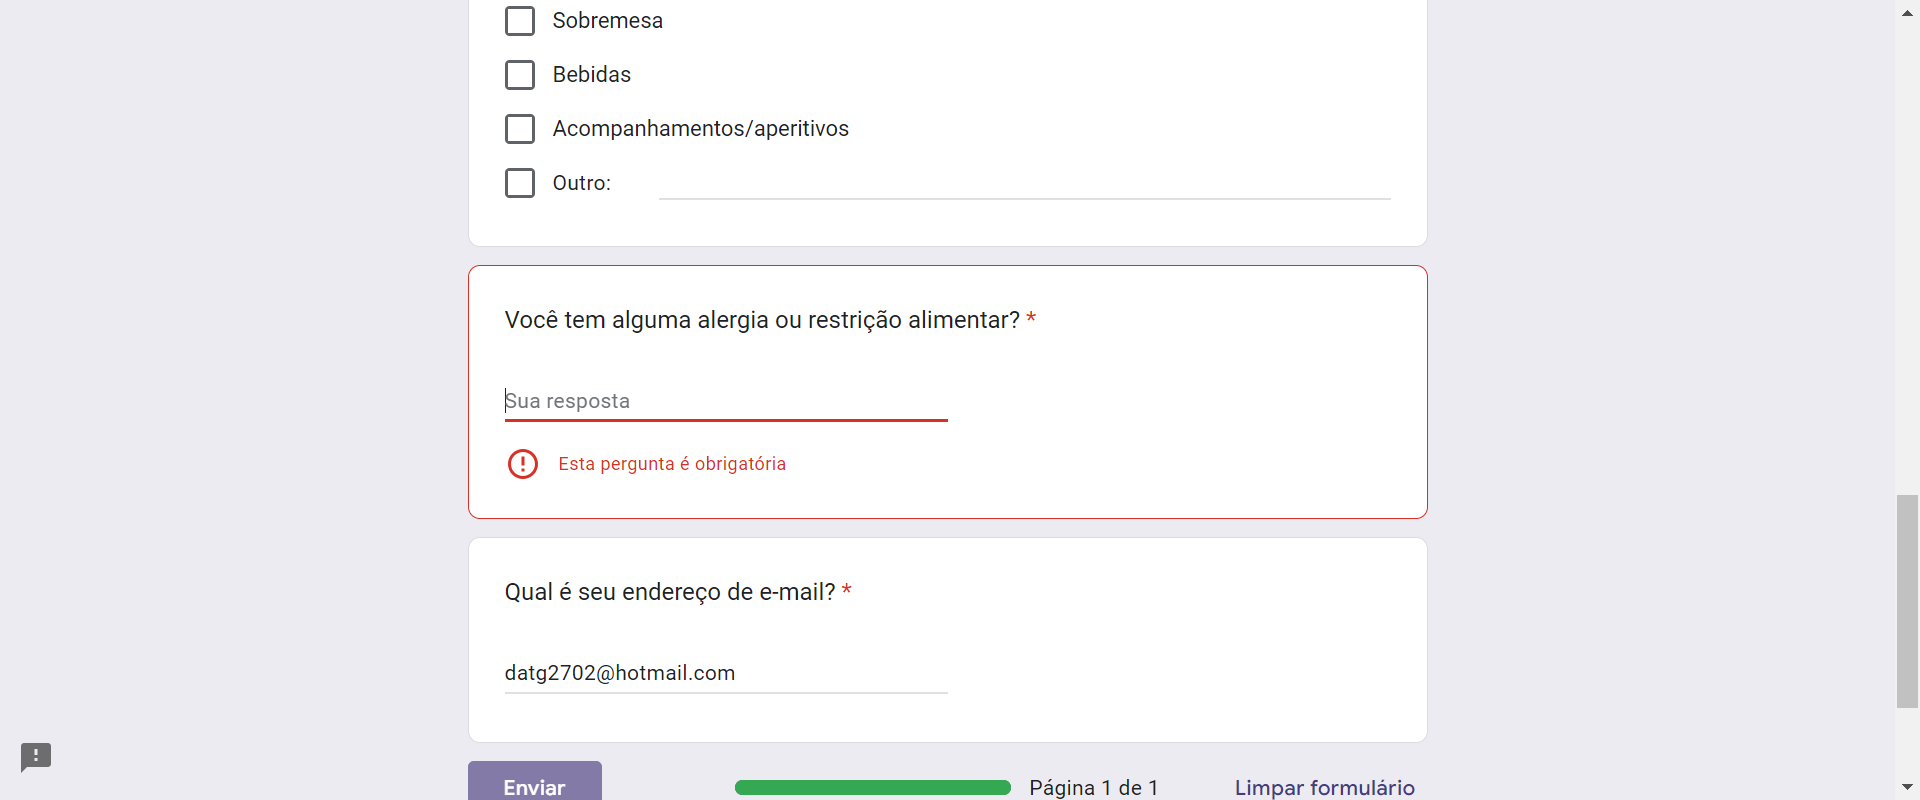 Sobremesa
Bebidas
Acompanhamentos/aperitivos
Outro:
Você tem alguma alergia ou restrição alimentar? *
Sua resposta
Esta pergunta é obrigatória
Qual é seu endereço de e-mail? *
datg2702@hotmail.com
Enviar
Página 1 de 1
Limpar formulário